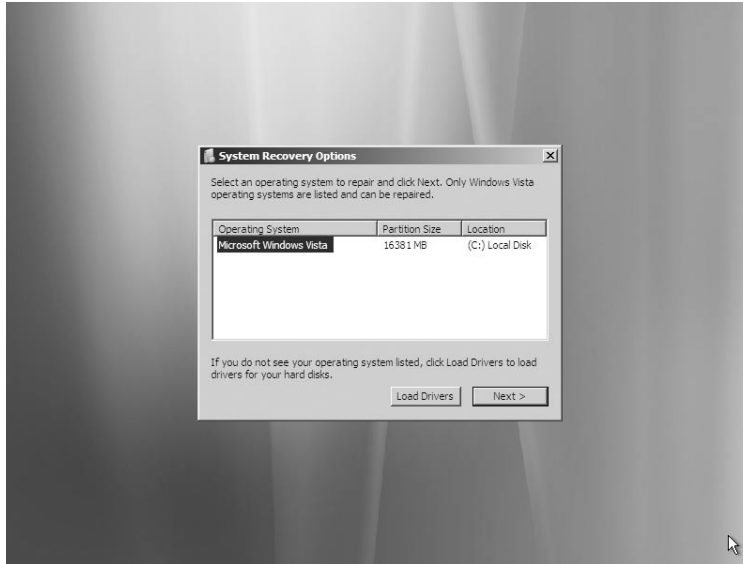 System Recovery Options
Select an operating system to repair and click Next. Only Windows Vista
operating systems are listed and can be repaired.
Operating System Partition Size Location
Microsoft Windows Vista 16381 MB (C:) Local Disk
If you do not see your operating system listed, click Load Drivers to load
drivers for your hard disks.
Load Drivers Next >